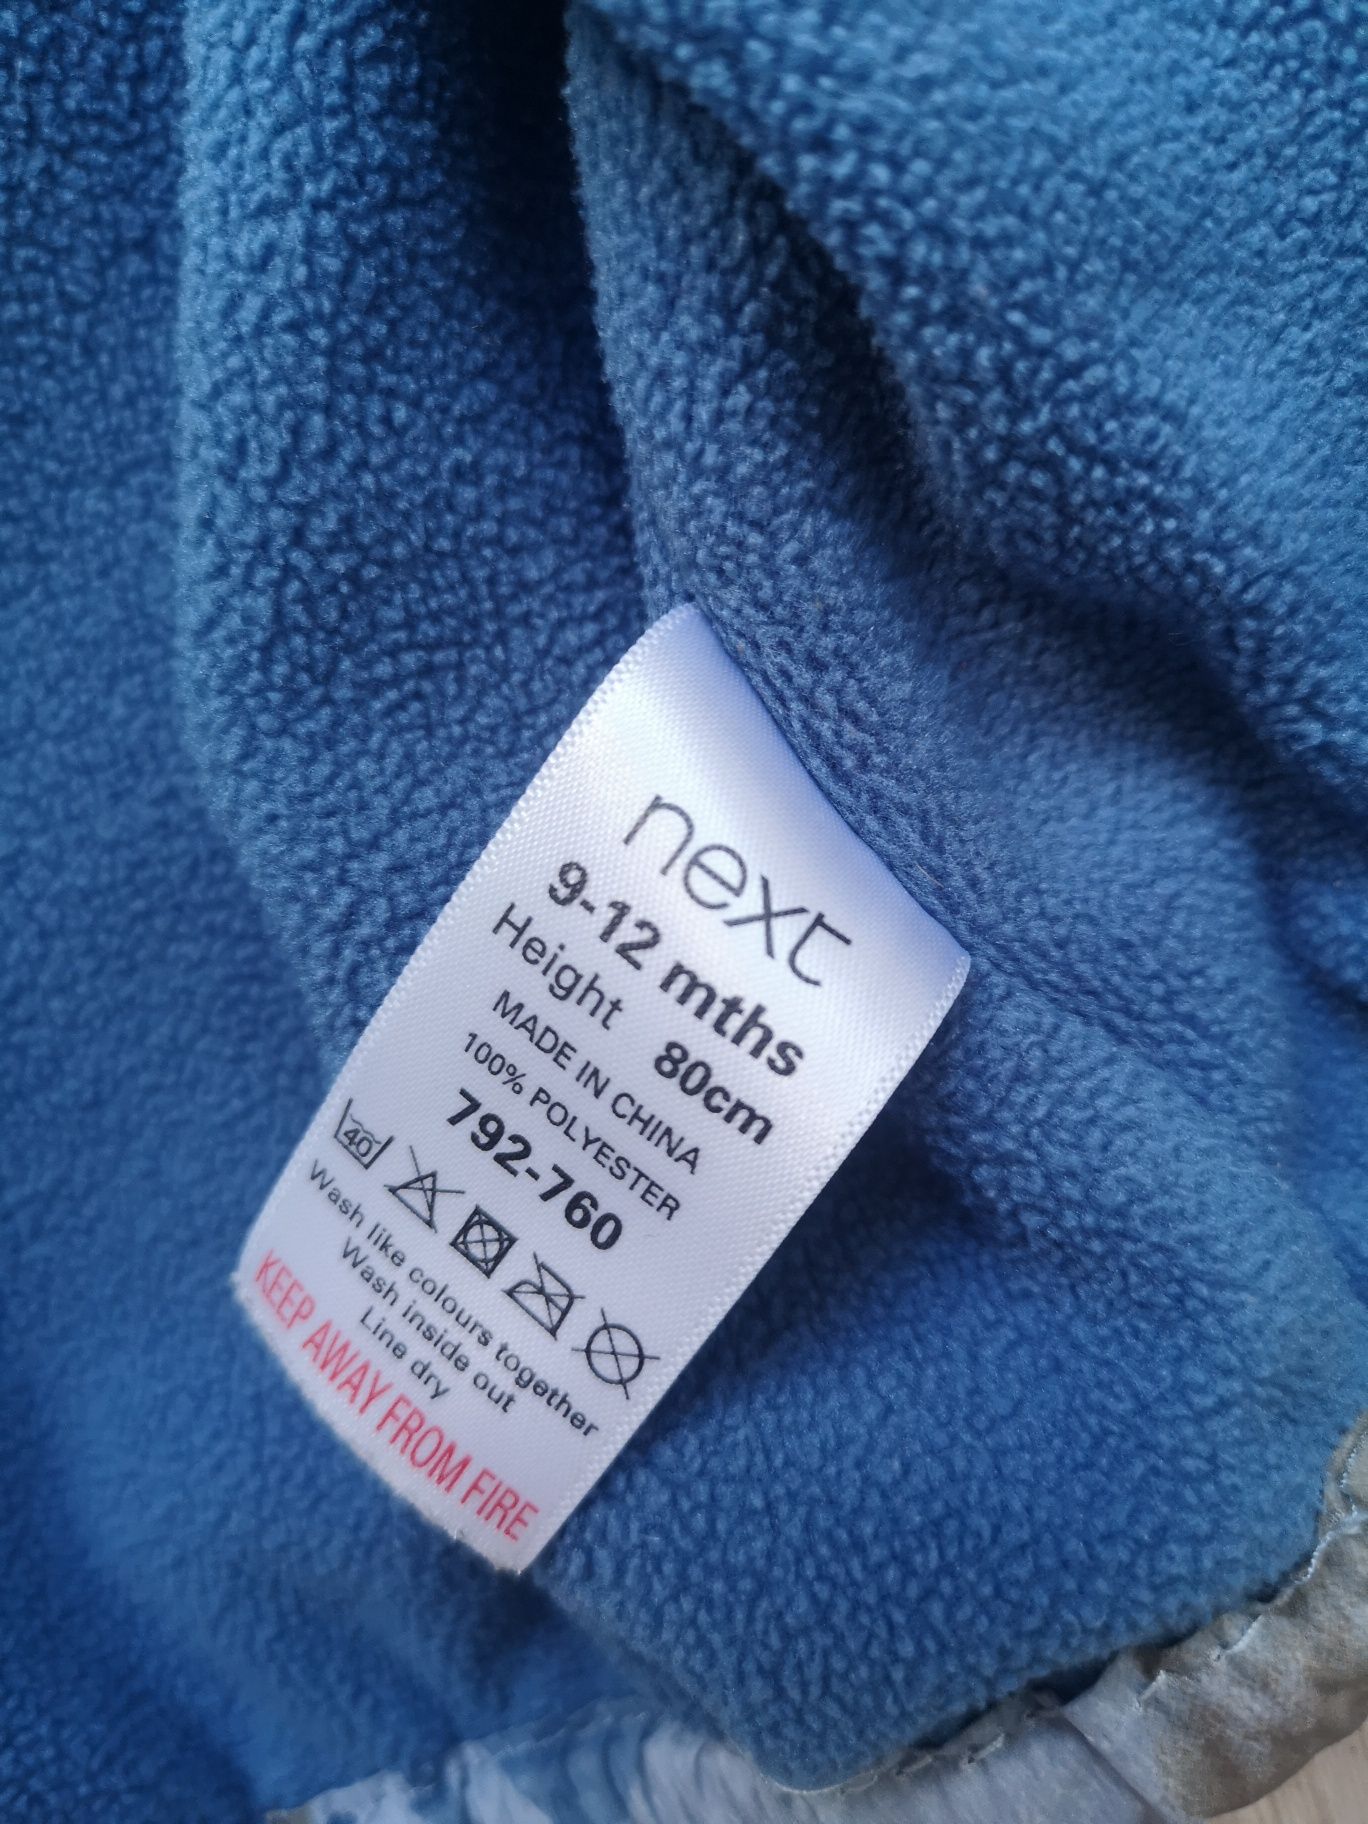 next
9-12 mths
Height 80cm
MADE IN CHINA
100% POLYESTER
792-760
40
Wash like colours together
Wash inside out
Line dry
KEEP AWAY FROM FIRE